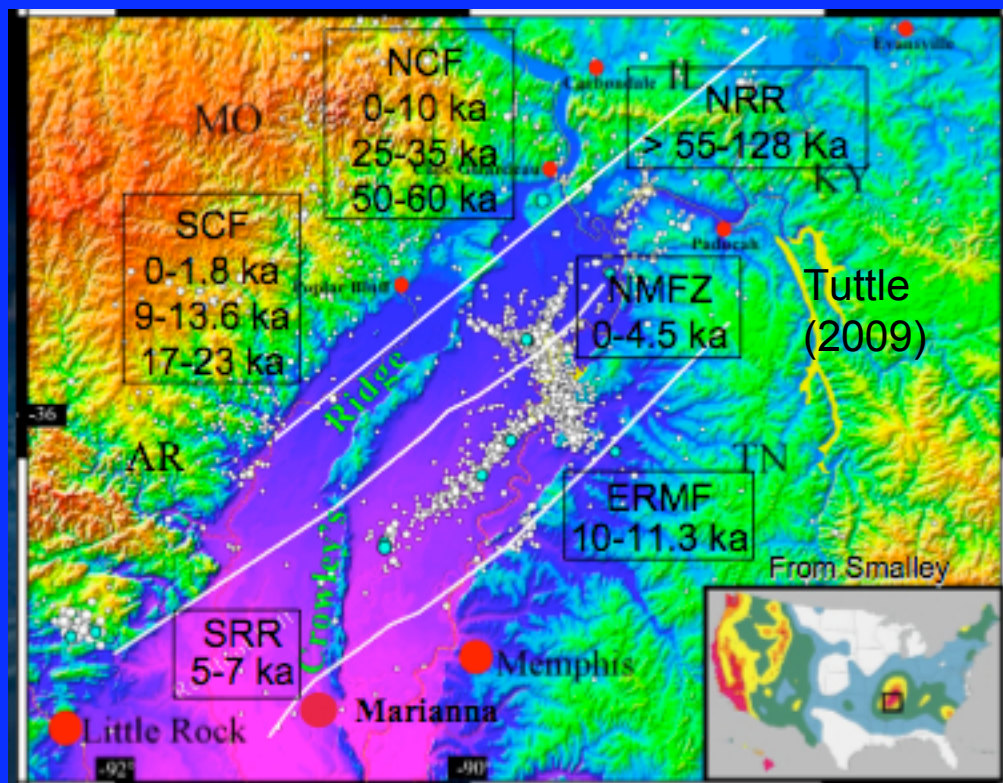 Evansville
Carbondale
IL
NCF
0-10 ka
25-35 ka
50-60 ka
Cape Girardeau
NRR
> 55-128 Ka
MO
KY
Paducah
SCF
0-1.8 ka
9-13.6 ka
17-23 ka
Poplar Bluff
NMFZ
0-4.5 ka
Tuttle
(2009)
Ridge
-36
AR
TN
ERMF
10-11.3 ka
From Smalley
Crowley's
SRR
5-7 ka
Memphis
Marianna
Little Rock
-92°
-90°